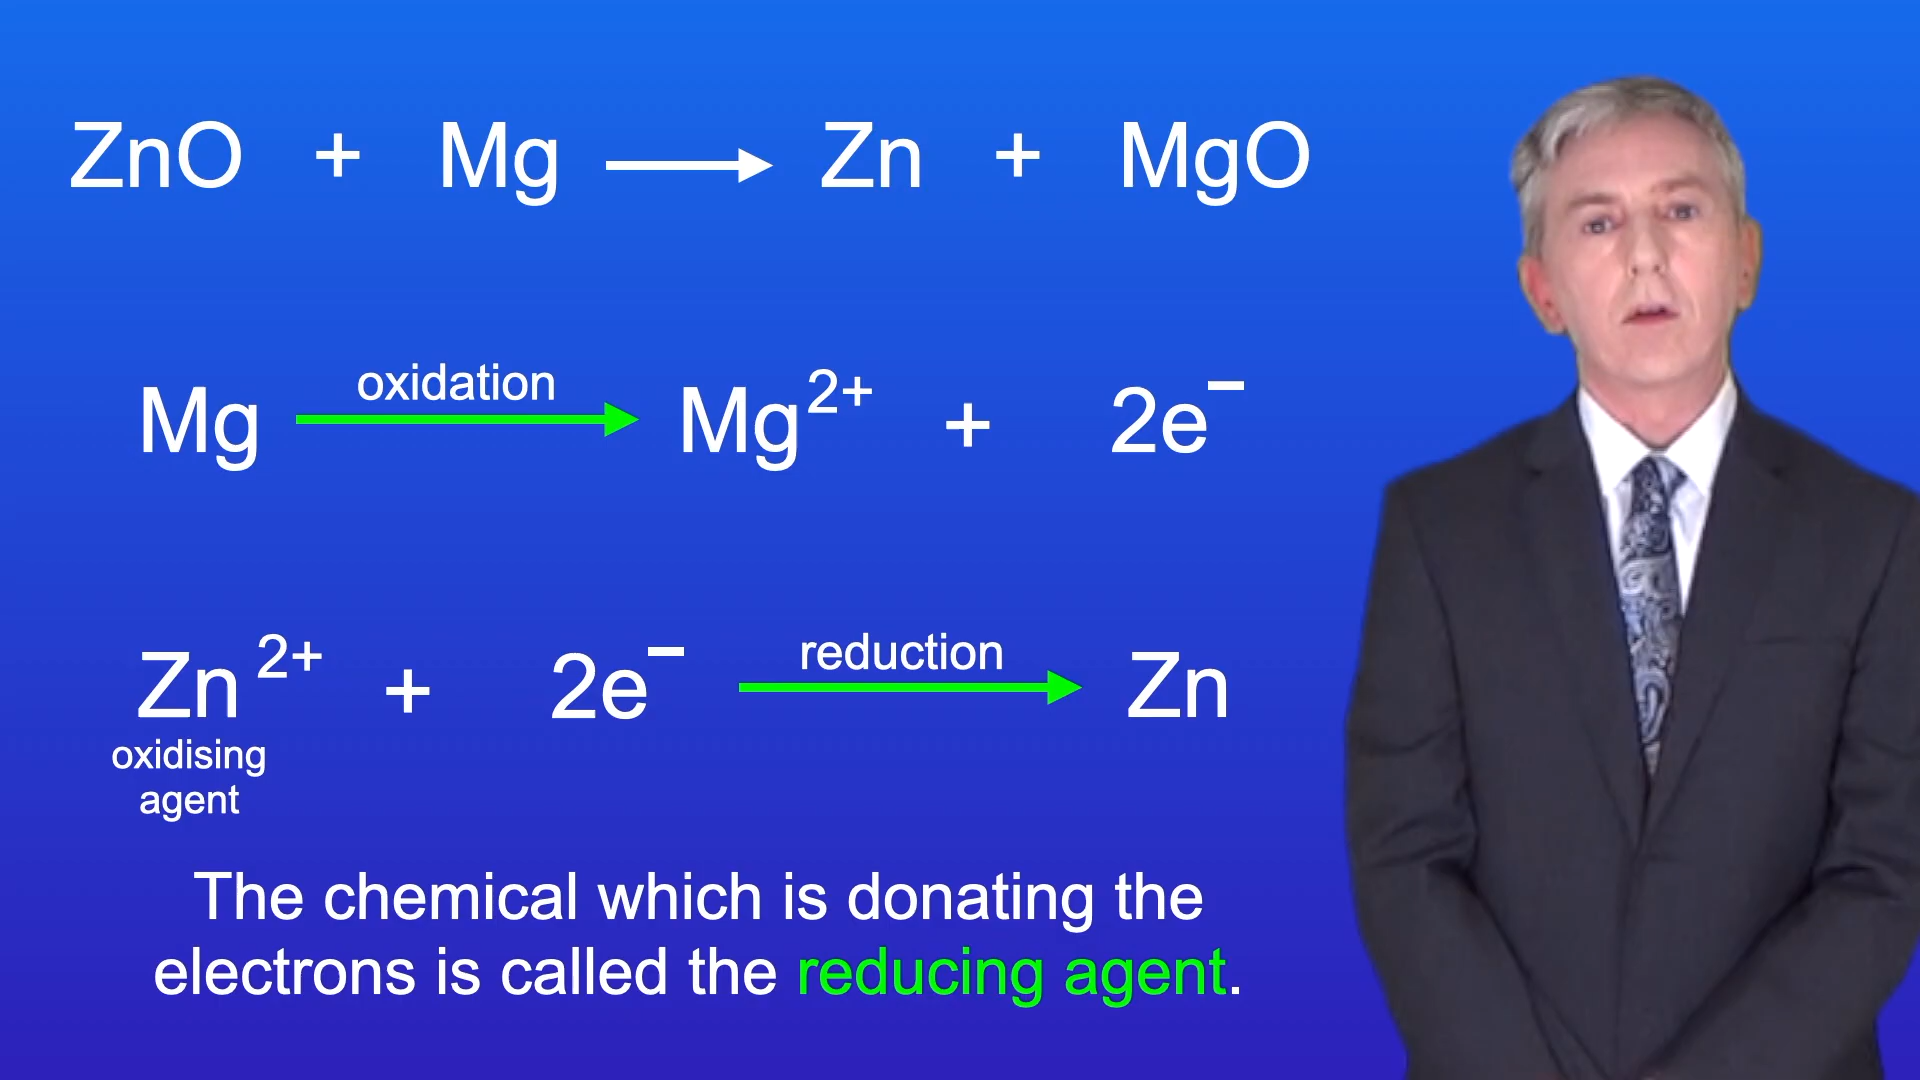 ZnO + Mg ⟶ Zn + MgO
oxidation
Mg ⟶ Mg²⁺ + 2e⁻
reduction
Zn²⁺ + 2e⁻ ⟶ Zn
oxidising
agent
The chemical which is donating the
electrons is called the reducing agent.